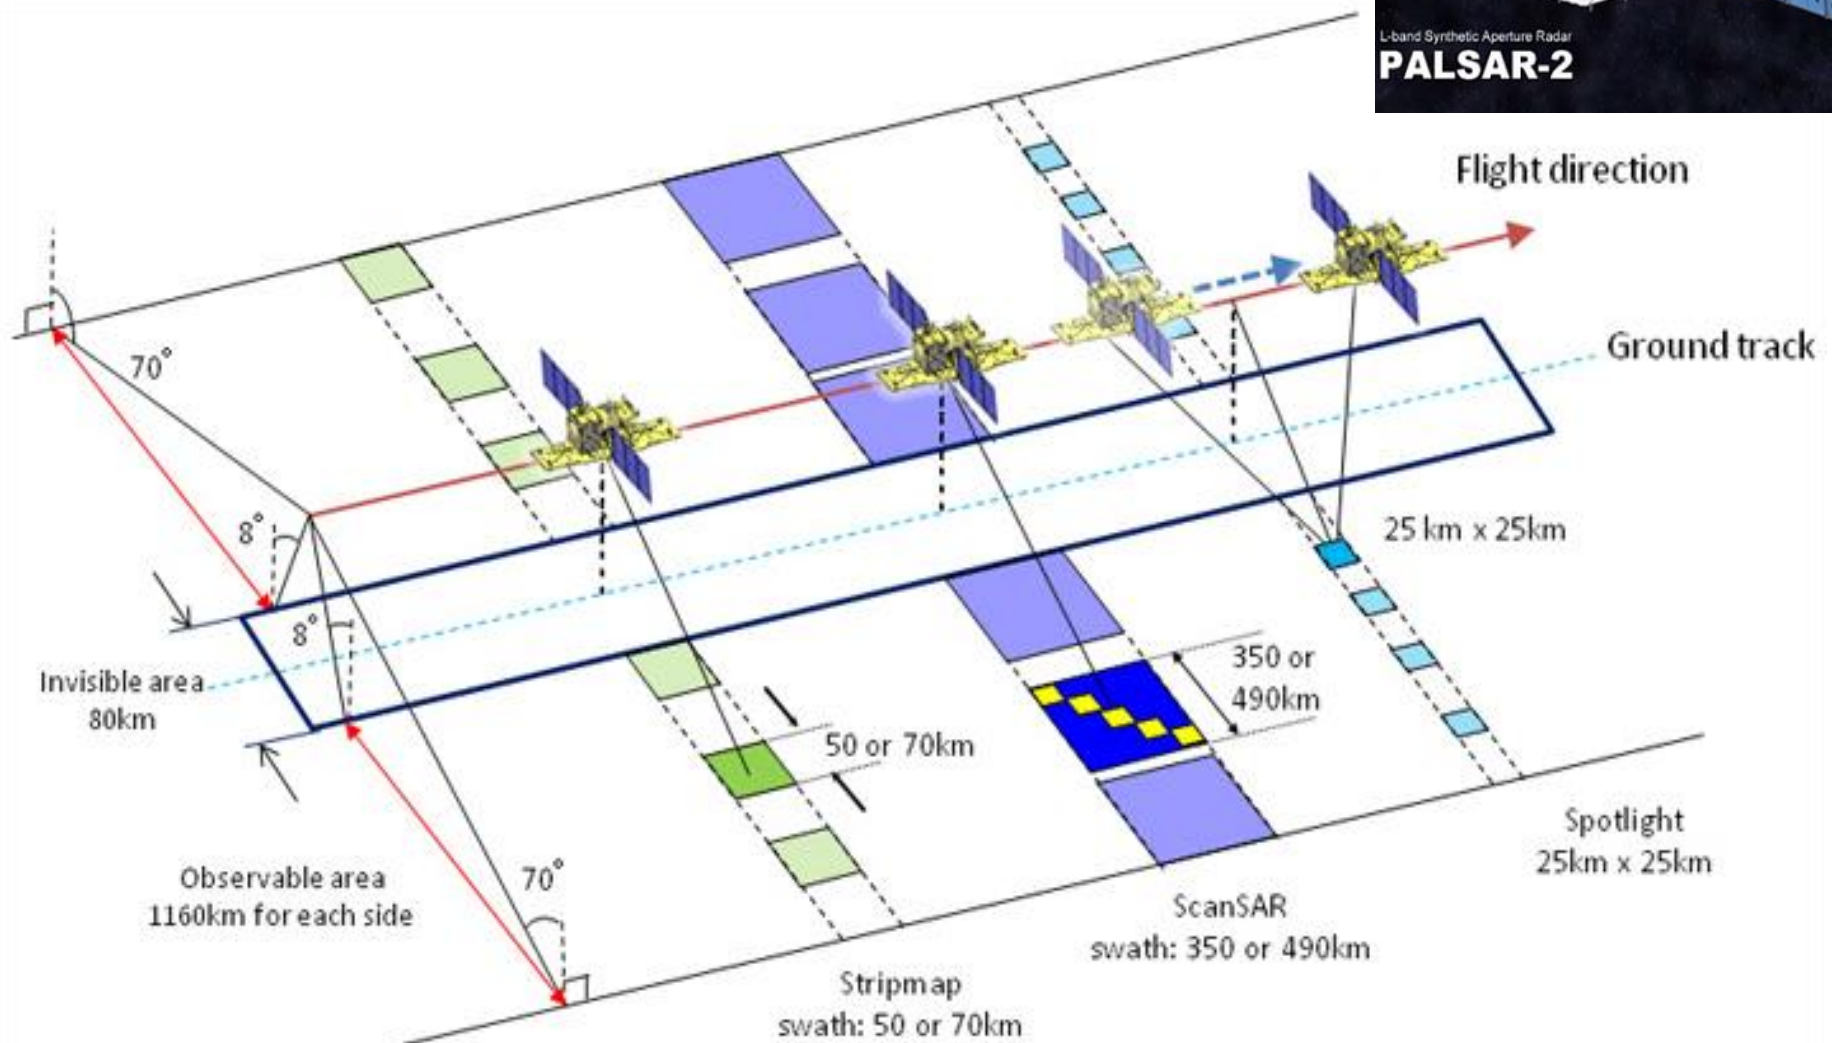 L-band Synthetic Aperture Radar
PALSAR-2
Flight direction
Ground track
70°
8°
8°
25 km x 25km
Invisible area
80km
350 or
490km
50 or 70km
Observable area
1160km for each side
70°
Spotlight
25km x 25km
ScanSAR
swath: 350 or 490km
Stripmap
swath: 50 or 70km